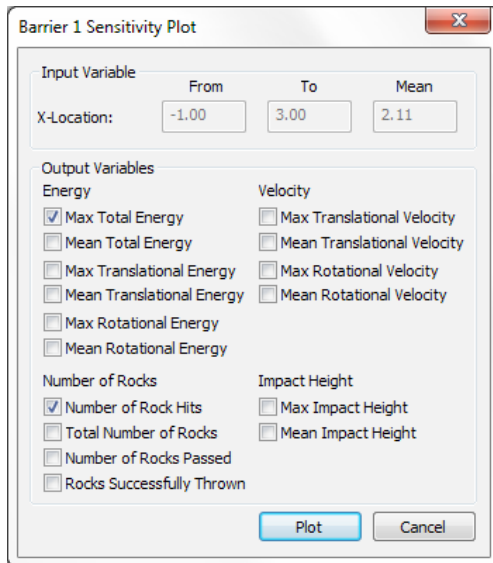 Barrier 1 Sensitivity Plot
Input Variable
From To Mean
X-Location: -1.00 3.00 2.11
Output Variables
Energy Velocity
Max Total Energy Max Translational Velocity
Mean Total Energy Mean Translational Velocity
Max Translational Energy Max Rotational Velocity
Mean Translational Energy Mean Rotational Velocity
Max Rotational Energy
Mean Rotational Energy
Number of Rocks Impact Height
Number of Rock Hits Max Impact Height
Total Number of Rocks Mean Impact Height
Number of Rocks Passed
Rocks Successfully Thrown
Plot Cancel